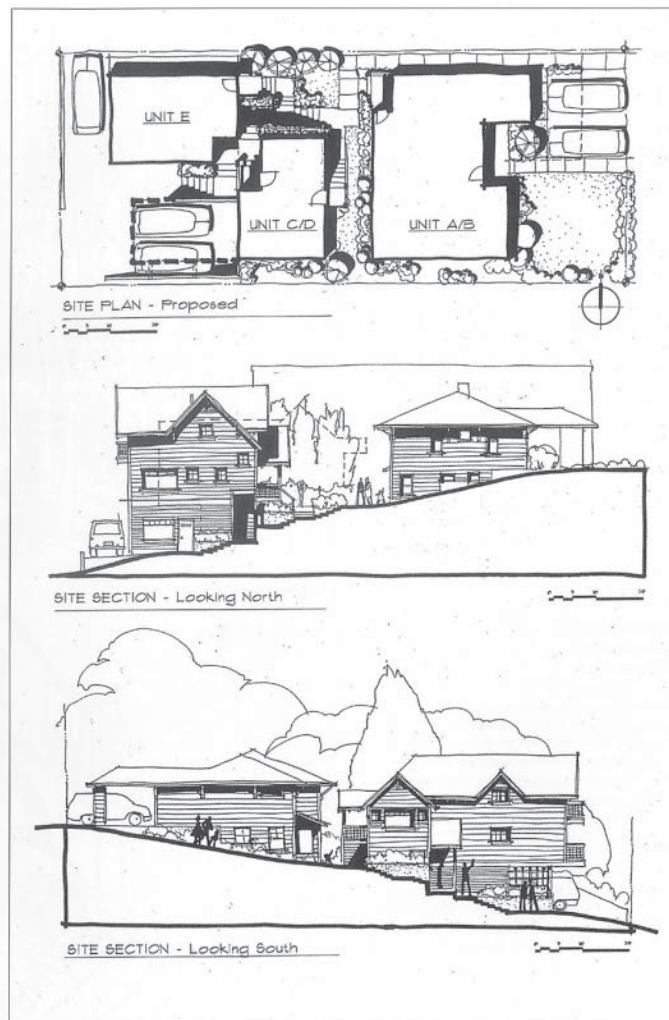 UNIT E
UNIT C/D
UNIT A/B
SITE PLAN - Proposed
SITE SECTION - Looking North
SITE SECTION - Looking South